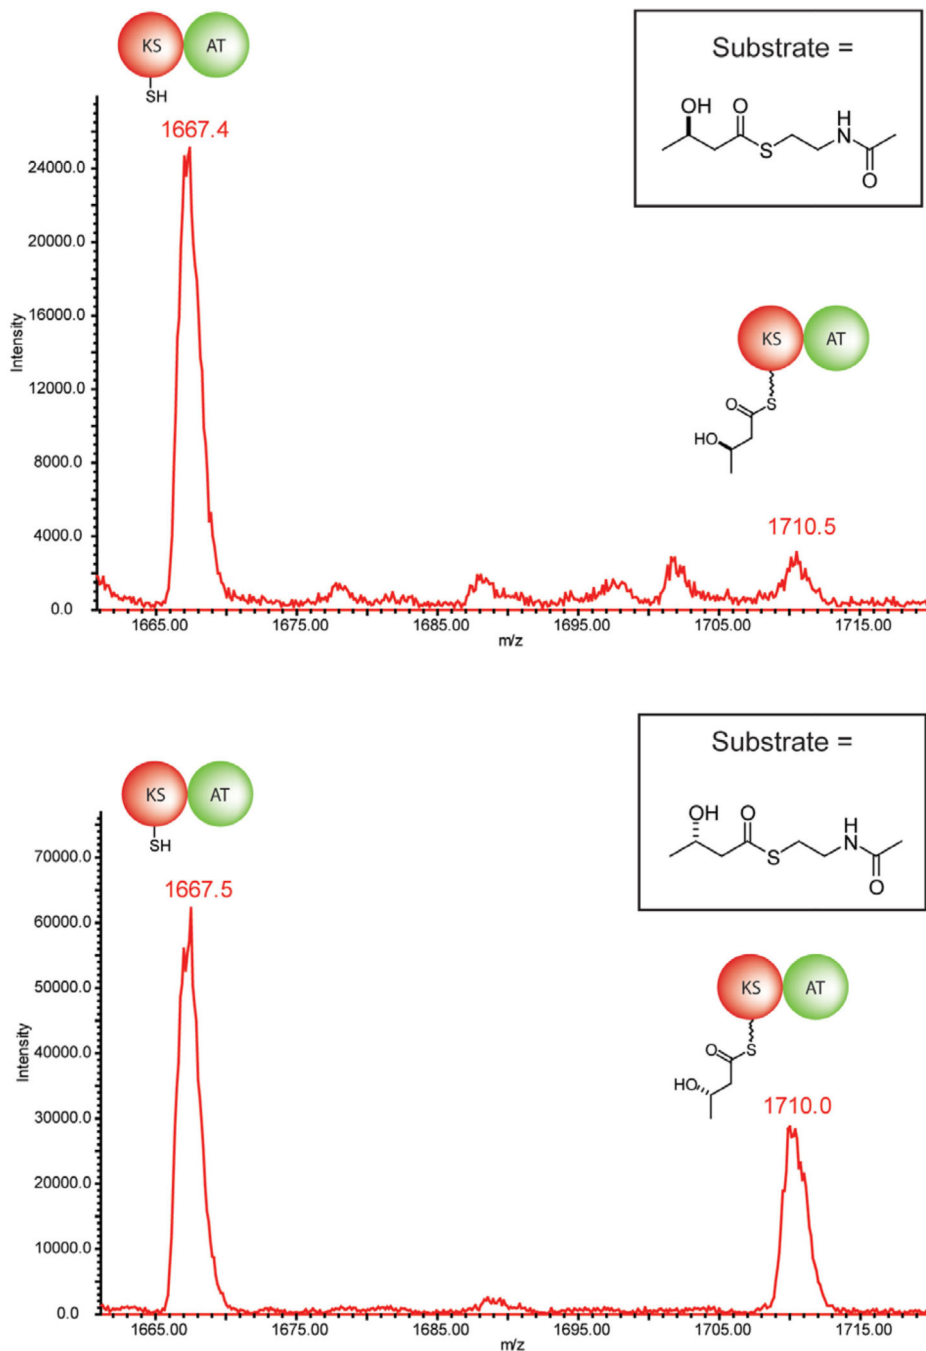 KS AT
SH
1667.4
Substrate =
OH
O
S
H
N
O
24000.0
20000.0
16000.0
12000.0
8000.0
4000.0
0.0
Intensity
KS AT
O
S
HO
1710.5
1665.00 1675.00 1685.00 1695.00 1705.00 1715.00
m/z
KS AT
SH
1667.5
Substrate =
OH
O
S
H
N
O
70000.0
60000.0
50000.0
40000.0
30000.0
20000.0
10000.0
0.0
Intensity
KS AT
O
S
HO
1710.0
1665.00 1675.00 1685.00 1695.00 1705.00 1715.00
m/z